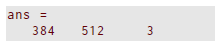 ans =
384 512 3